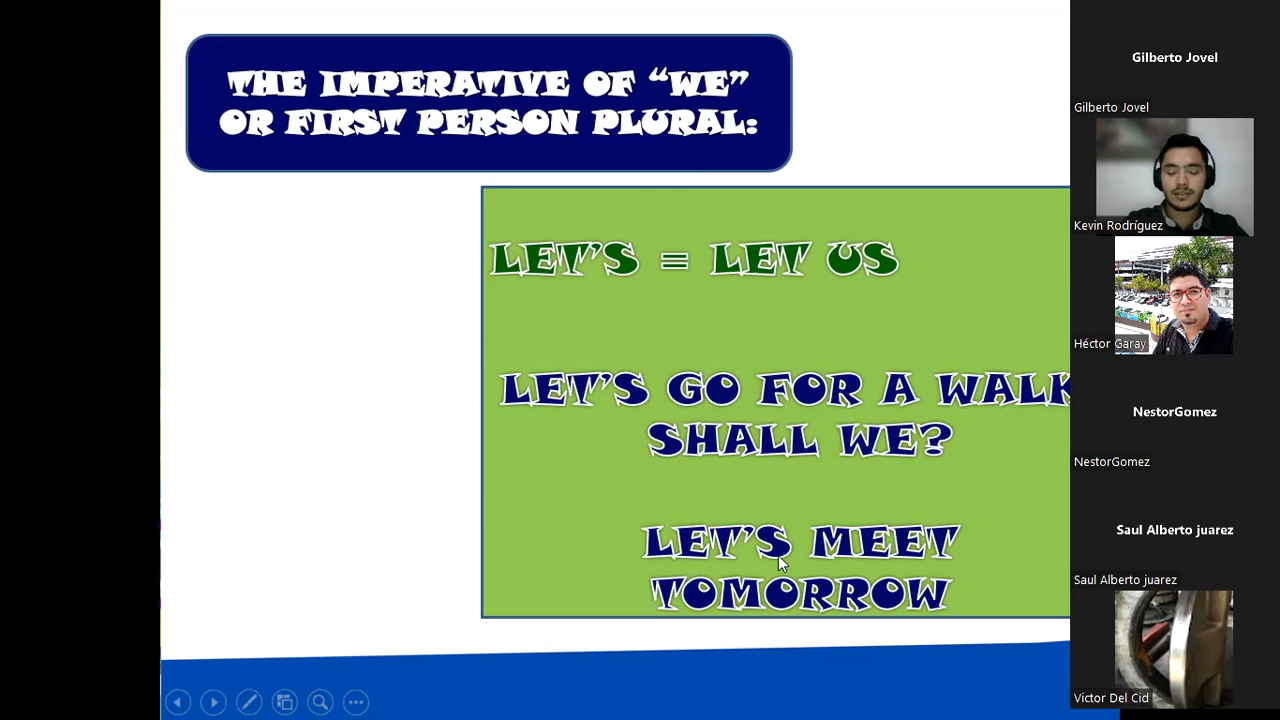 THE IMPERATIVE OF “WE”
OR FIRST PERSON PLURAL:
LET’S = LET US
LET’S GO FOR A WALK
SHALL WE?
LET’S MEET
TOMORROW
Gilberto Jovel
Gilberto Jovel
Kevin Rodríguez
Héctor Garay
NestorGomez
NestorGomez
Saul Alberto juarez
Saul Alberto juarez
Victor Del Cid